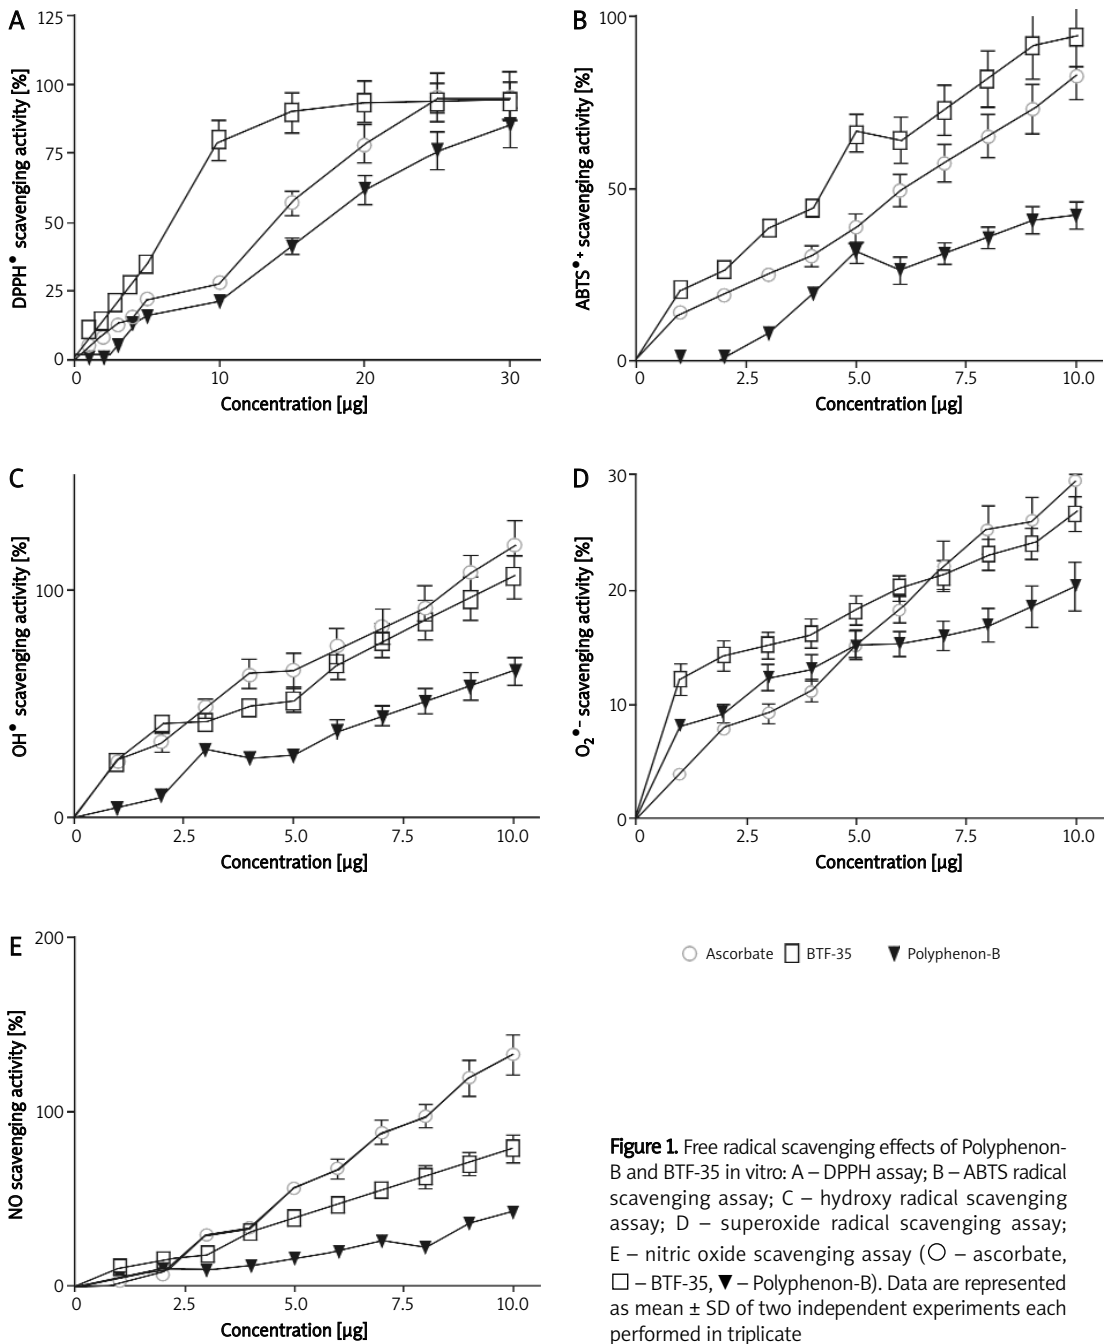 A
125
100
75
50
25
0
DPPH• scavenging activity [%]
0 10 20 30
Concentration [µg]
B
100
50
0
ABTS•+ scavenging activity [%]
0 2.5 5.0 7.5 10.0
Concentration [µg]
C
100
0
OH• scavenging activity [%]
0 2.5 5.0 7.5 10.0
Concentration [µg]
D
30
20
10
0
O₂•– scavenging activity [%]
0 2.5 5.0 7.5 10.0
Concentration [µg]
E
200
100
0
NO scavenging activity [%]
0 2.5 5.0 7.5 10.0
Concentration [µg]
○ Ascorbate □ BTF-35 ▼ Polyphenon-B
Figure 1. Free radical scavenging effects of Polyphenon-
B and BTF-35 in vitro: A – DPPH assay; B – ABTS radical
scavenging assay; C – hydroxy radical scavenging
assay; D – superoxide radical scavenging assay;
E – nitric oxide scavenging assay (○ – ascorbate,
□ – BTF-35, ▼ – Polyphenon-B). Data are represented
as mean ± SD of two independent experiments each
performed in triplicate